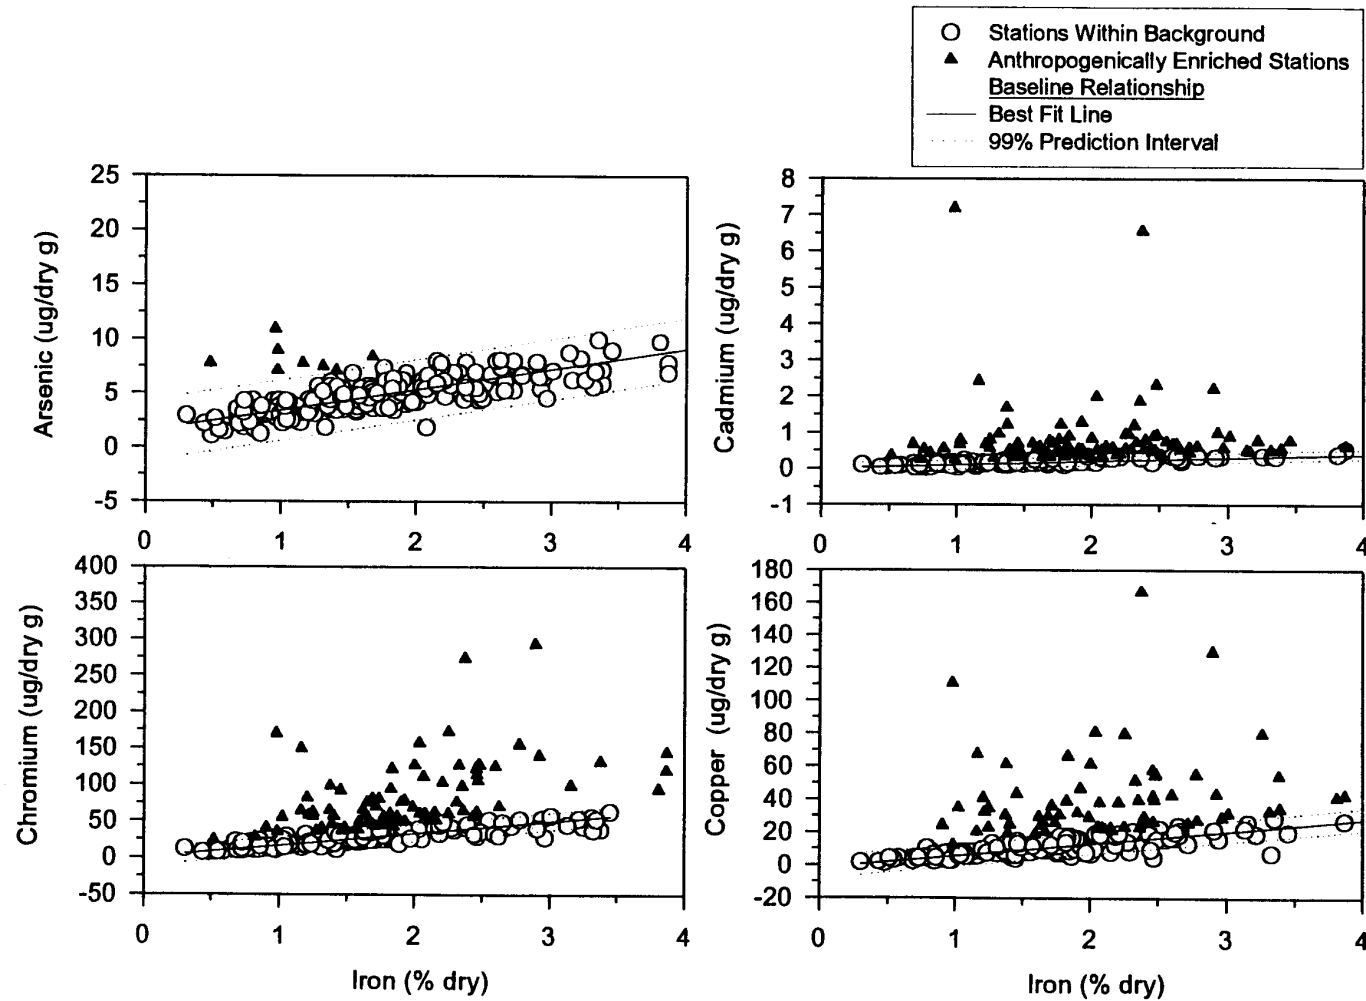 Stations Within Background
Anthropogenically Enriched Stations
Baseline Relationship
Best Fit Line
99% Prediction Interval
Arsenic (ug/dry g)
25
20
15
10
5
0
-5
0 1 2 3 4
Cadmium (ug/dry g)
8
7
6
5
4
3
2
1
0
-1
0 1 2 3 4
Chromium (ug/dry g)
400
350
300
250
200
150
100
50
0
-50
0 1 2 3 4
Iron (% dry)
Copper (ug/dry g)
180
160
140
120
100
80
60
40
20
0
-20
0 1 2 3 4
Iron (% dry)